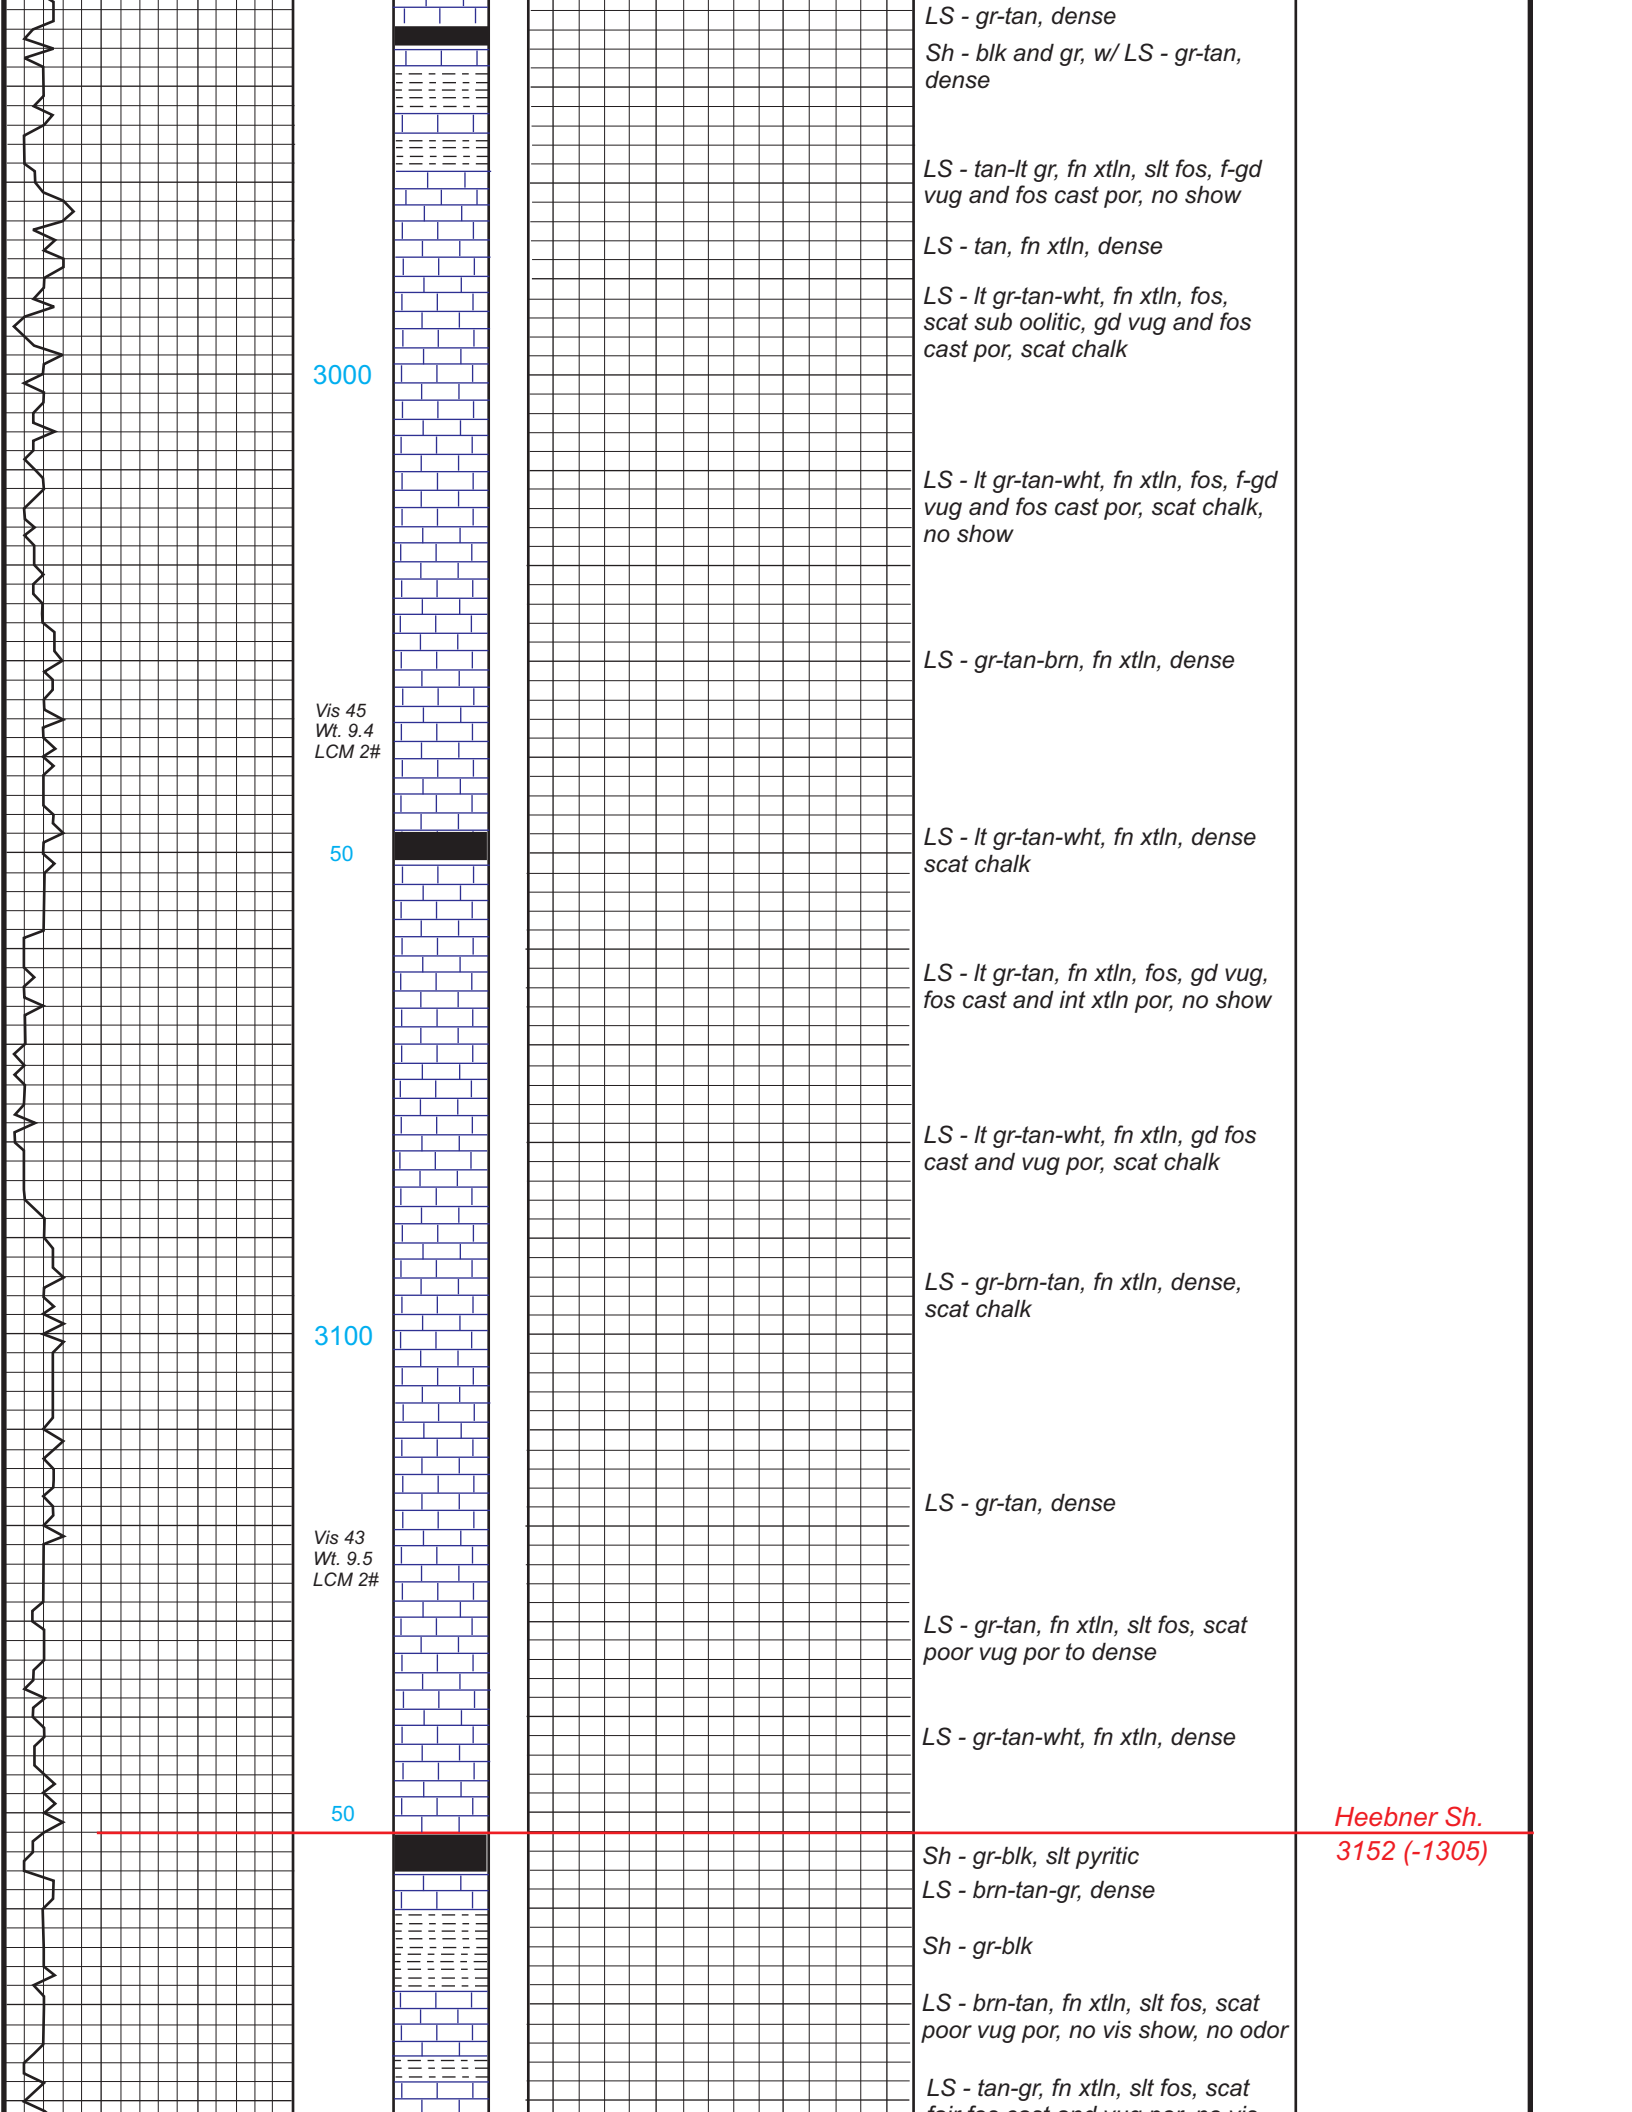 LS - gr-tan, dense
Sh - blk and gr, w/ LS - gr-tan,
dense
LS - tan-lt gr, fn xtln, slt fos, f-gd
vug and fos cast por, no show
LS - tan, fn xtln, dense
LS - lt gr-tan-wht, fn xtln, fos,
scat sub oolitic, gd vug and fos
cast por, scat chalk
3000
LS - lt gr-tan-wht, fn xtln, fos, f-gd
vug and fos cast por, scat chalk,
no show
LS - gr-tan-brn, fn xtln, dense
Vis 45
Wt. 9.4
LCM 2#
LS - lt gr-tan-wht, fn xtln, dense
scat chalk
50
LS - lt gr-tan, fn xtln, fos, gd vug,
fos cast and int xtln por, no show
LS - lt gr-tan-wht, fn xtln, gd fos
cast and vug por, scat chalk
LS - gr-brn-tan, fn xtln, dense,
scat chalk
3100
LS - gr-tan, dense
Vis 43
Wt. 9.5
LCM 2#
LS - gr-tan, fn xtln, slt fos, scat
poor vug por to dense
LS - gr-tan-wht, fn xtln, dense
50
Heebner Sh.
3152 (-1305)
Sh - gr-blk, slt pyritic
LS - brn-tan-gr, dense
Sh - gr-blk
LS - brn-tan, fn xtln, slt fos, scat
poor vug por, no vis show, no odor
LS - tan-gr, fn xtln, slt fos, scat
fair fos cast and vug por, no vis